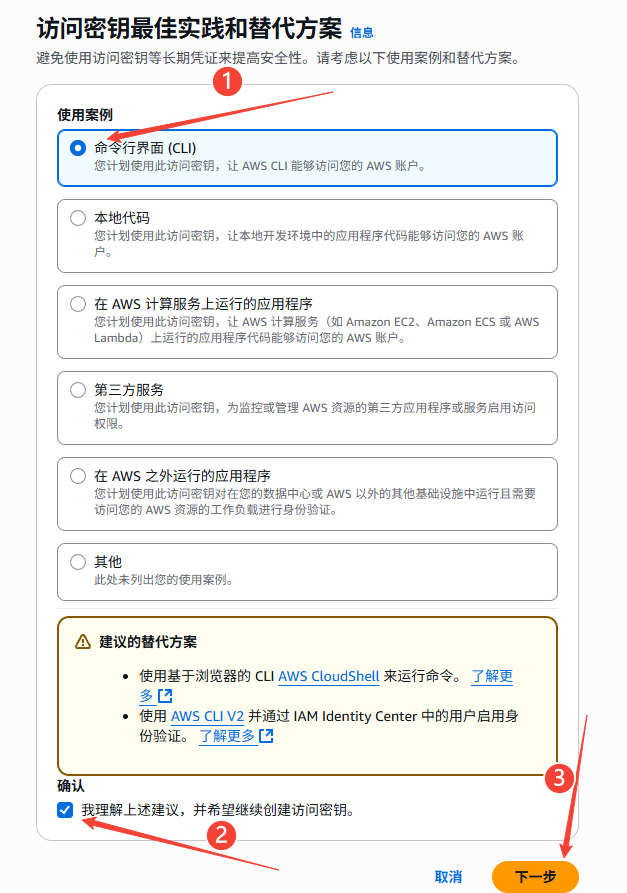 访问密钥最佳实践和替代方案 信息
避免使用访问密钥等长期凭证来提高安全性。请考虑以下使用案例和替代方案。
1
使用案例
命令行界面 (CLI)
您计划使用此访问密钥，让 AWS CLI 能够访问您的 AWS 账户。
本地代码
您计划使用此访问密钥，让本地开发环境中的应用程序代码能够访问您的 AWS 账
户。
在 AWS 计算服务上运行的应用程序
您计划使用此访问密钥，让 AWS 计算服务（如 Amazon EC2、Amazon ECS 或 AWS
Lambda）上运行的应用程序代码能够访问您的 AWS 账户。
第三方服务
您计划使用此访问密钥，为监控或管理 AWS 资源的第三方应用程序或服务启用访问
权限。
在 AWS 之外运行的应用程序
您计划使用此访问密钥对在您的数据中心或 AWS 以外的其他基础设施中运行且需要
访问您的 AWS 资源的工作负载进行身份验证。
其他
此处未列出您的使用案例。
建议的替代方案
使用基于浏览器的 CLI AWS CloudShell 来运行命令。 了解更
多
使用 AWS CLI V2 并通过 IAM Identity Center 中的用户启用身
份验证。 了解更多
3
确认
我理解上述建议，并希望继续创建访问密钥。
2
取消 下一步